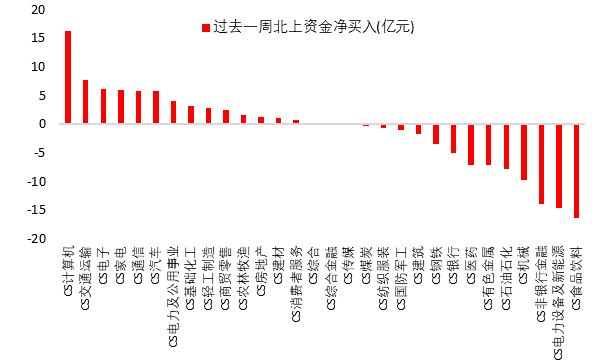 过去一周北上资金净买入(亿元)
20
15
10
5
0
-5
-10
-15
-20
CS计算机
CS交通运输
CS电子
CS家电
CS通信
CS汽车
CS电力及公用事业
CS基础化工
CS轻工制造
CS商贸零售
CS农林牧渔
CS房地产
CS建材
CS消费者服务
CS综合
CS综合金融
CS传媒
CS煤炭
CS纺织服装
CS国防军工
CS建筑
CS钢铁
CS银行
CS医药
CS有色金属
CS石油石化
CS机械
CS非银行金融
CS电力设备及新能源
CS食品饮料